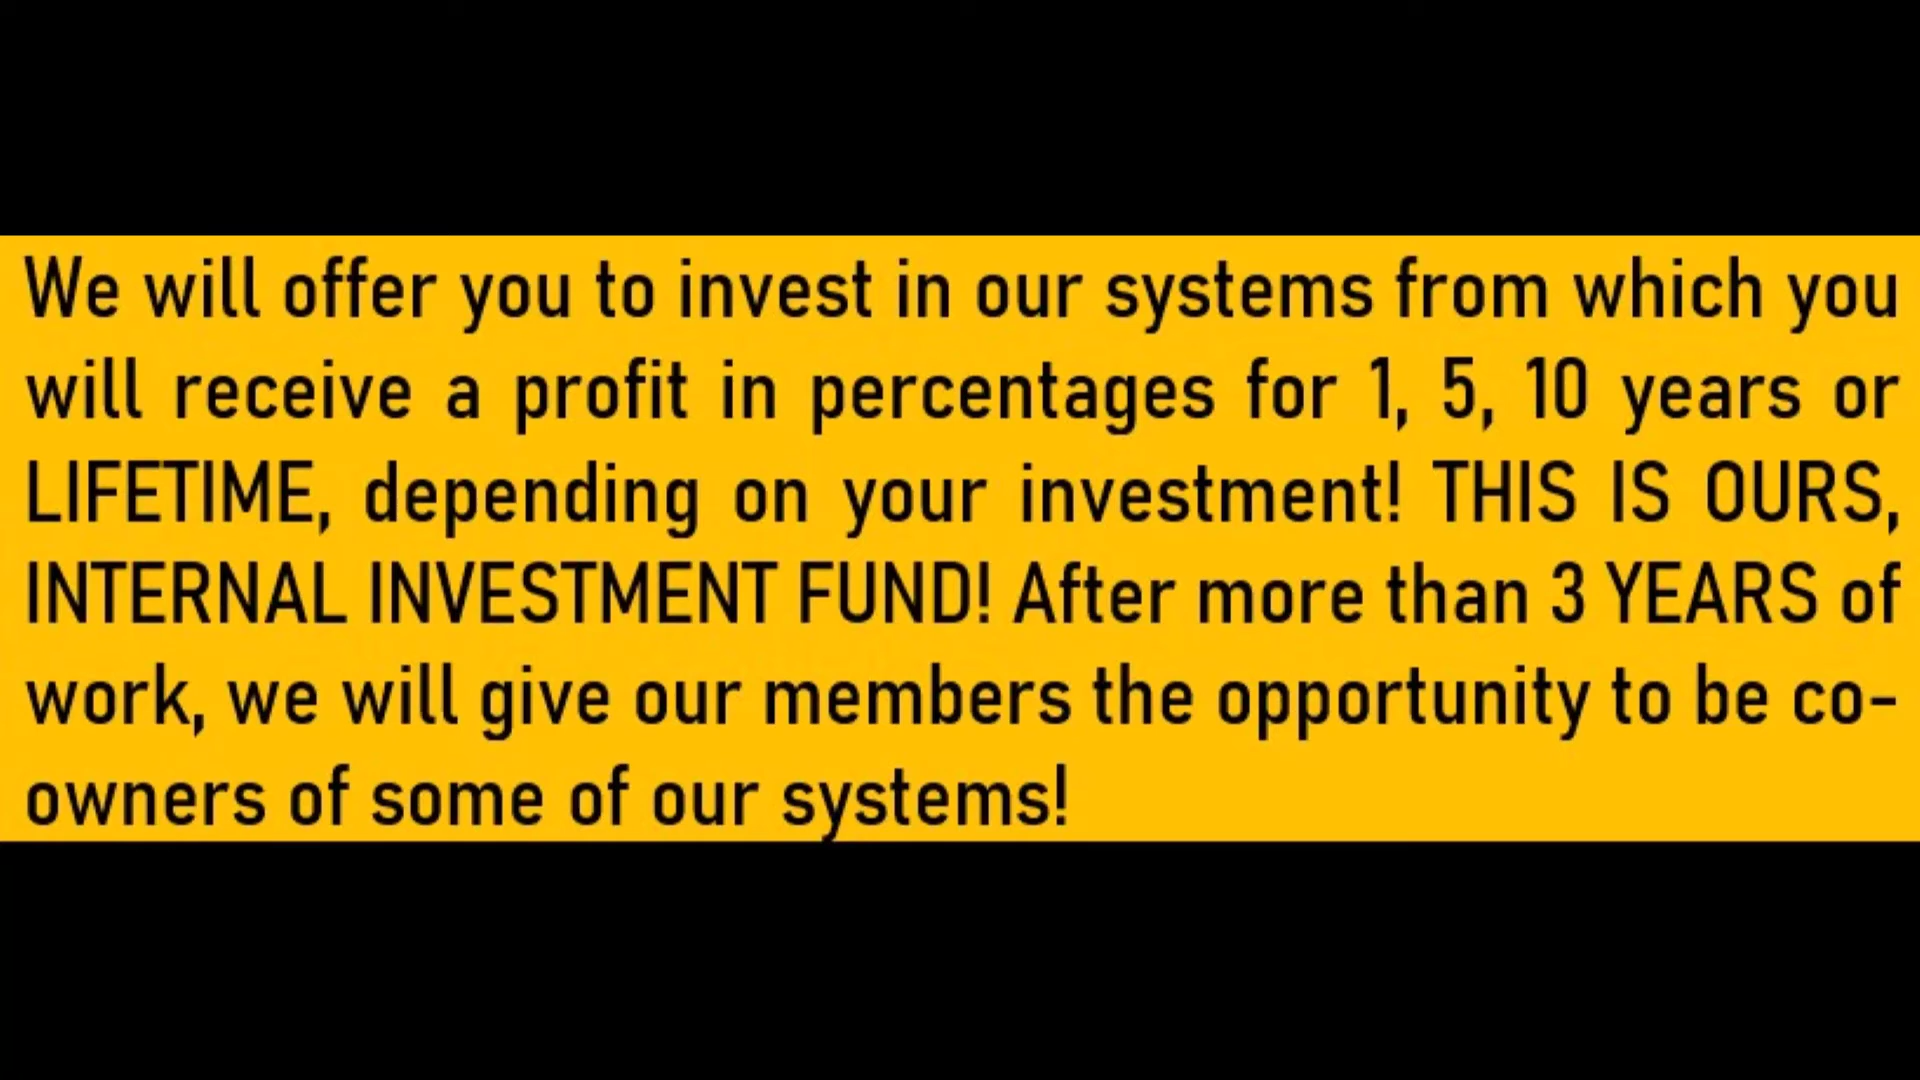 We will offer you to invest in our systems from which you
will receive a profit in percentages for 1, 5, 10 years or
LIFETIME, depending on your investment! THIS IS OURS,
INTERNAL INVESTMENT FUND! After more than 3 YEARS of
work, we will give our members the opportunity to be co-
owners of some of our systems!